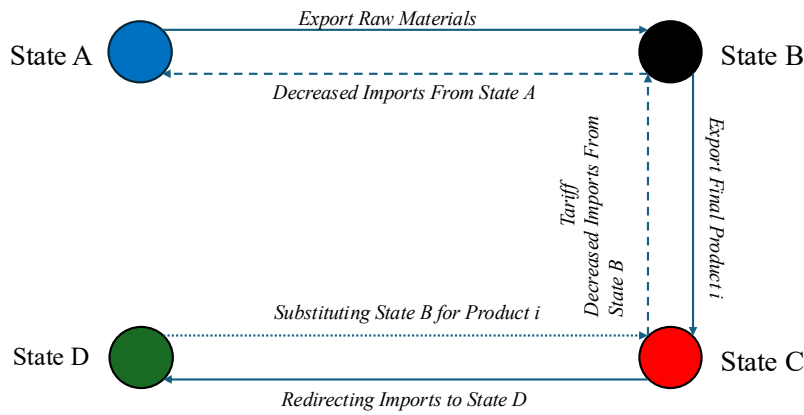 Export Raw Materials
State A
State B
Decreased Imports From State A
Tariff
Decreased Imports From
State B
Export Final Product i
Substituting State B for Product i
State D
State C
Redirecting Imports to State D